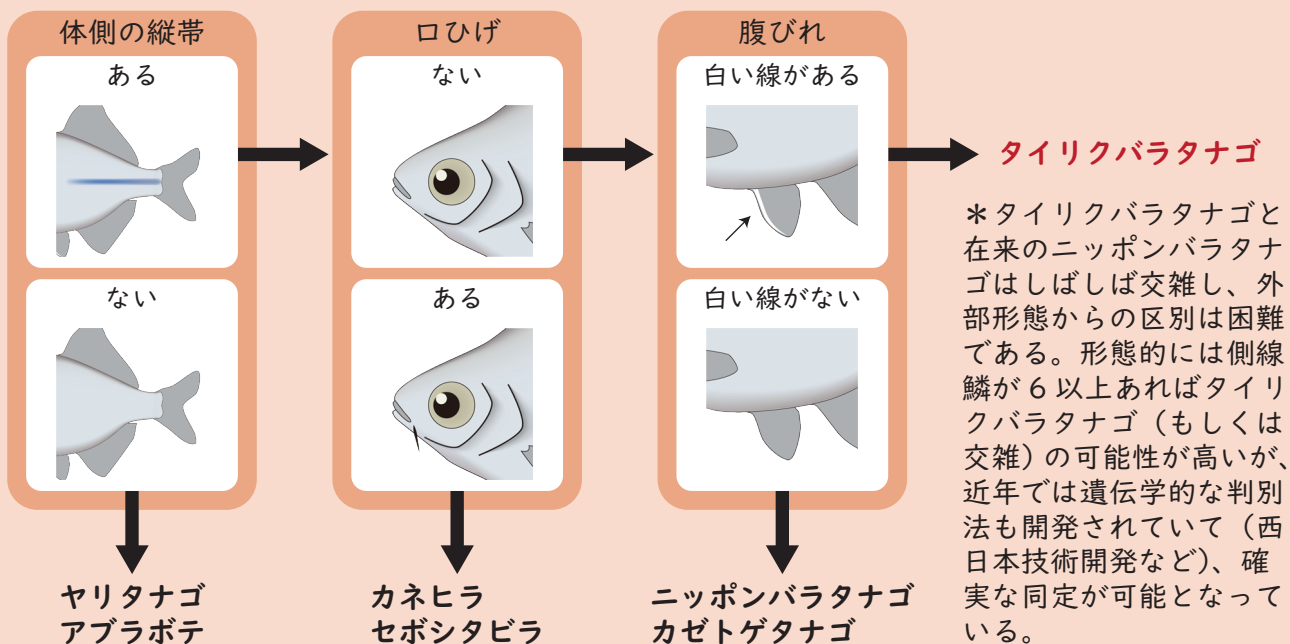 体側の縦帯
ある
ない
ヤリタナゴ
アブラボテ
口ひげ
ない
ある
カネヒラ
セボシタビラ
腹びれ
白い線がある
白い線がない
ニッポンバラタナゴ
カゼトゲタナゴ
タイリクバラタナゴ
＊タイリクバラタナゴと
在来のニッポンバラタナ
ゴはしばしば交雑し、外
部形態からの区別は困難
である。形態的には側線
鱗が6以上あればタイリ
クバラタナゴ（もしくは
交雑）の可能性が高いが、
近年では遺伝学的な判別
法も開発されていて（西
日本技術開発など）、確
実な同定が可能となって
いる。